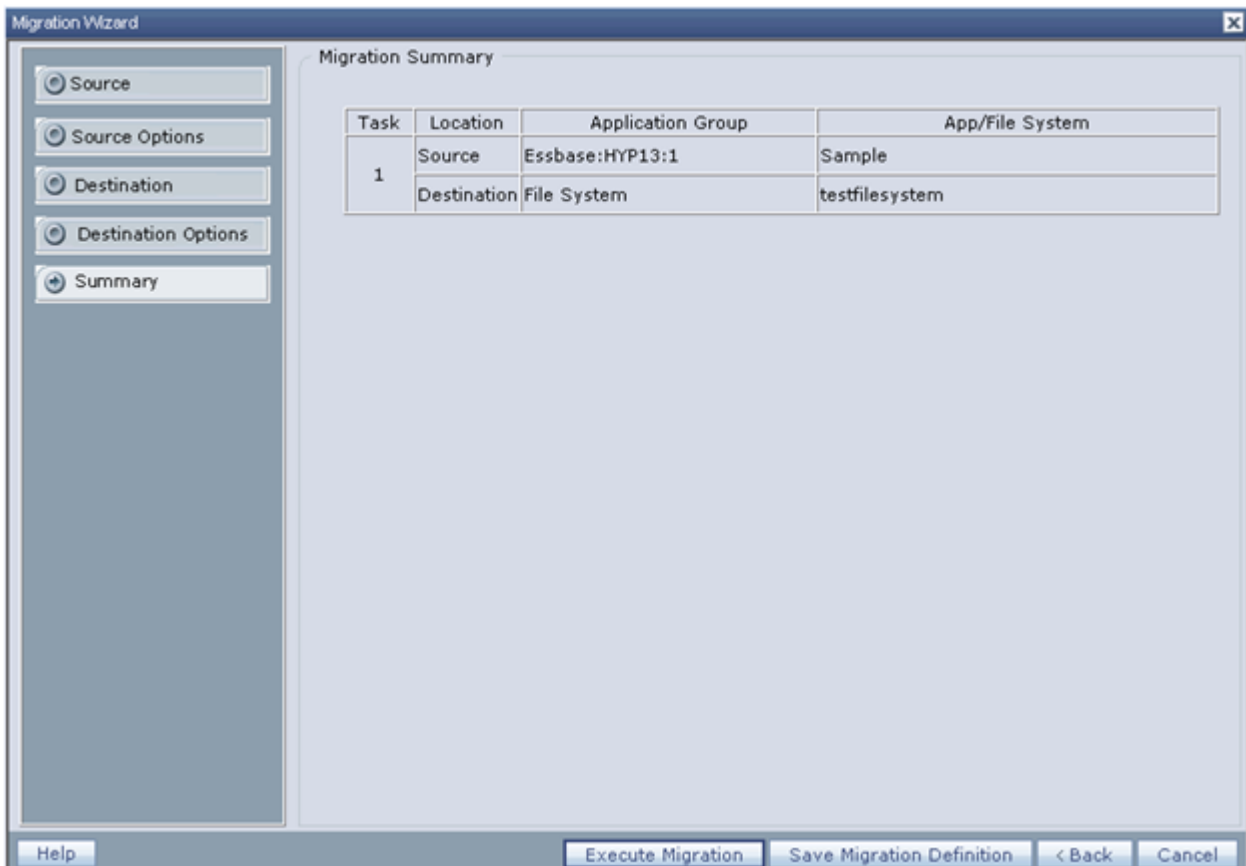 Migration Wizard
Source
Source Options
Destination
Destination Options
Summary
Migration Summary
Task Location Application Group App/File System
1
Source Essbase:HYP13:1 Sample
Destination File System testfilesystem
Help Execute Migration Save Migration Definition < Back Cancel